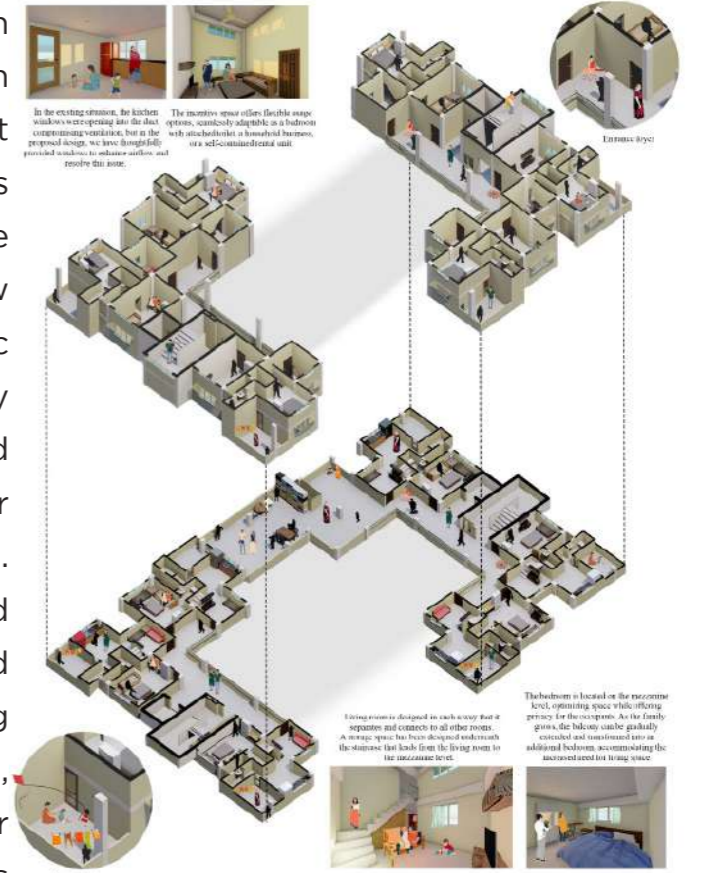 In the existing situation, the kitchen
windows were opening into the duct
compromising ventilation, but in the
proposed design, we have thoughtfully
provided windows to enhance airflow and
resolve this issue.
The incentive space offers flexible usage
options, seamlessly adaptable as a bedroom
with attached toilet, a household business,
or a self-contained rental unit
Entrance foyer
Living room is designed in such a way that it
separates and connects to all other rooms.
A storage space has been designed underneath
the staircase that leads from the living room to
the mezzanine level.
The bedroom is located on the mezzanine
level, optimizing space while offering
privacy for the occupants. As the family
grows, the balcony can be gradually
extended and transformed into an
additional bedroom, accommodating the
increased need for living space